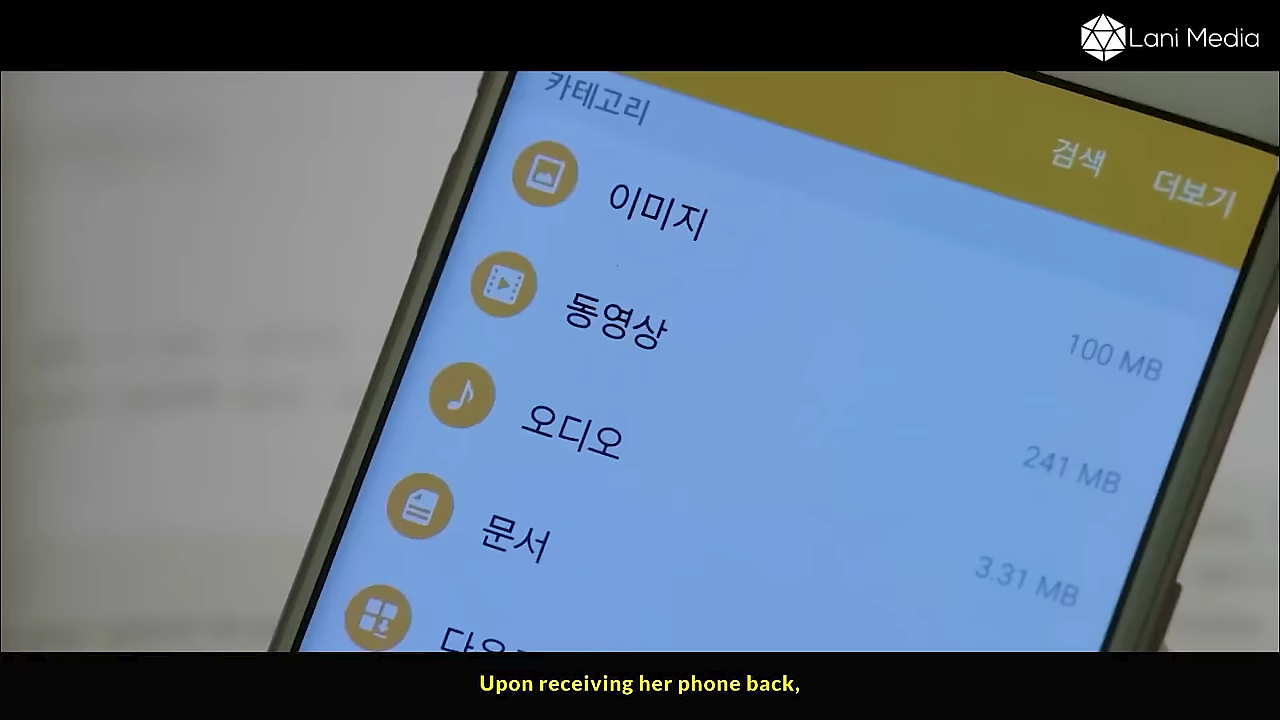 Lani Media
카테고리
검색 더보기
이미지
100 MB
동영상
241 MB
오디오
3.31 MB
문서
Upon receiving her phone back,